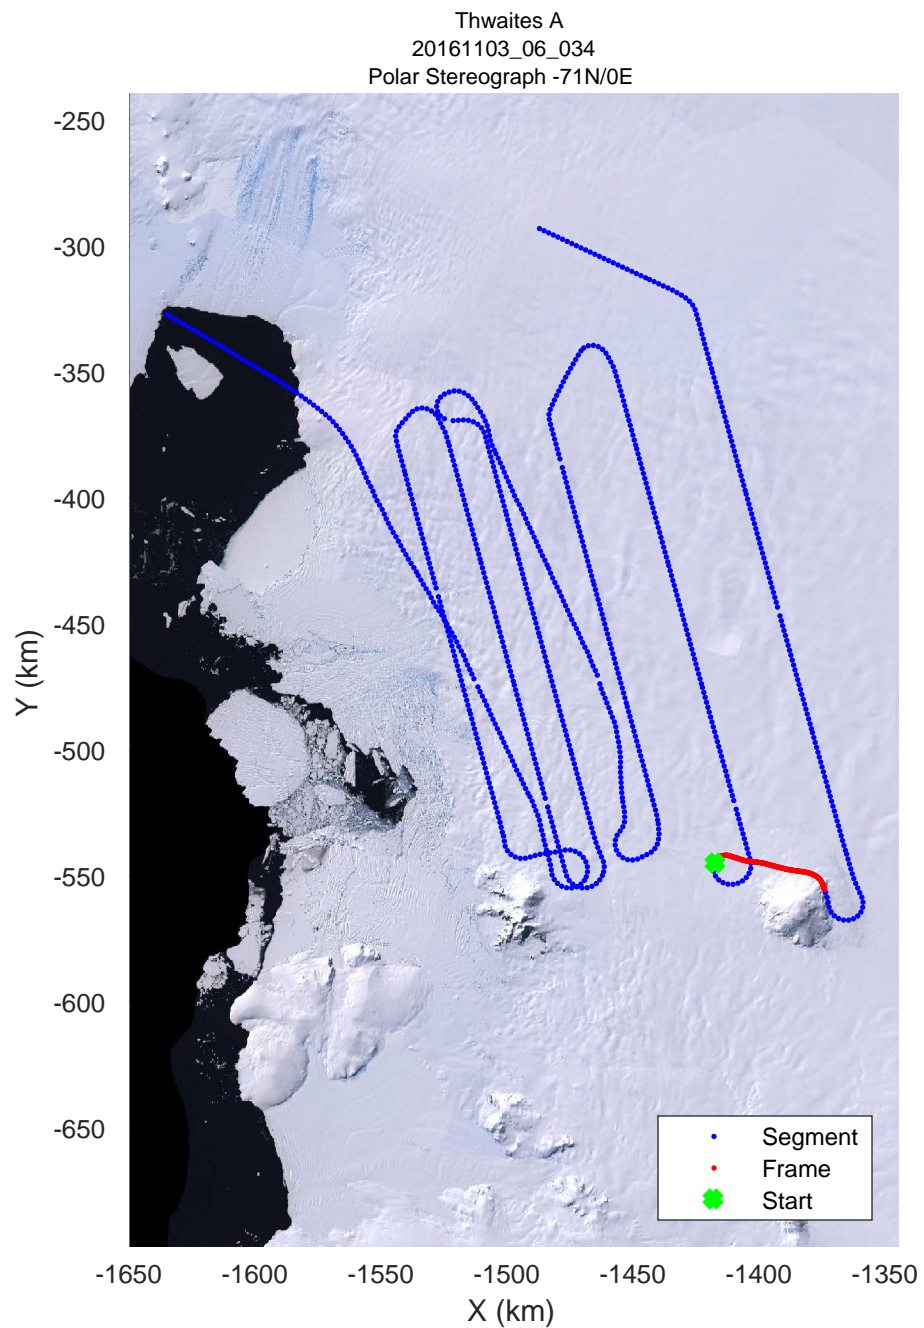 Thwaites A
20161103_06_034
Polar Stereograph -71N/0E
-250
-300
-350
-400
-450
-500
-550
-600
-650
Y (km)
Segment
Frame
Start
-1650 -1600 -1550 -1500 -1450 -1400 -1350
X (km)